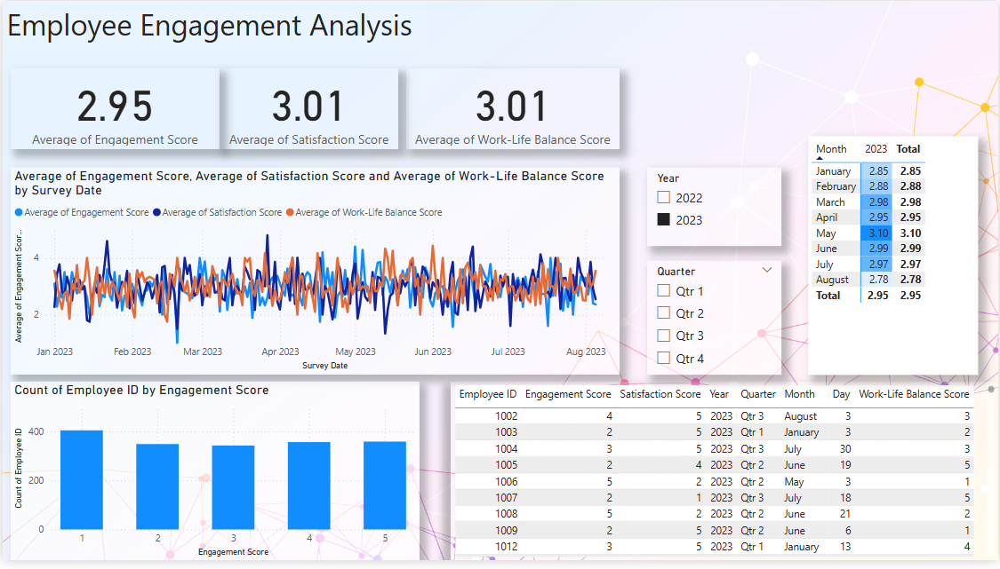 Employee Engagement Analysis
2.95
Average of Engagement Score
3.01
Average of Satisfaction Score
3.01
Average of Work-Life Balance Score
Average of Engagement Score, Average of Satisfaction Score and Average of Work-Life Balance Score
by Survey Date
Average of Engagement Score Average of Satisfaction Score Average of Work-Life Balance Score
Average of Engagement Scor...
4
2
Jan 2023 Feb 2023 Mar 2023 Apr 2023 May 2023 Jun 2023 Jul 2023 Aug 2023
Survey Date
Year
2022
2023
Quarter
Qtr 1
Qtr 2
Qtr 3
Qtr 4
Month 2023 Total
January 2.85 2.85
February 2.88 2.88
March 2.98 2.98
April 2.95 2.95
May 3.10 3.10
June 2.99 2.99
July 2.97 2.97
August 2.78 2.78
Total 2.95 2.95
Count of Employee ID by Engagement Score
Count of Employee ID
400
200
0
1 2 3 4 5
Engagement Score
Employee ID Engagement Score Satisfaction Score Year Quarter Month Day Work-Life Balance Score
1002 4 5 2023 Qtr 3 August 3 3
1003 2 5 2023 Qtr 1 January 3 2
1004 3 5 2023 Qtr 3 July 30 3
1005 2 4 2023 Qtr 2 June 19 5
1006 5 2 2023 Qtr 2 May 3 1
1007 2 1 2023 Qtr 3 July 18 5
1008 5 2 2023 Qtr 2 June 21 2
1009 2 5 2023 Qtr 2 June 6 1
1012 3 5 2023 Qtr 1 January 13 4